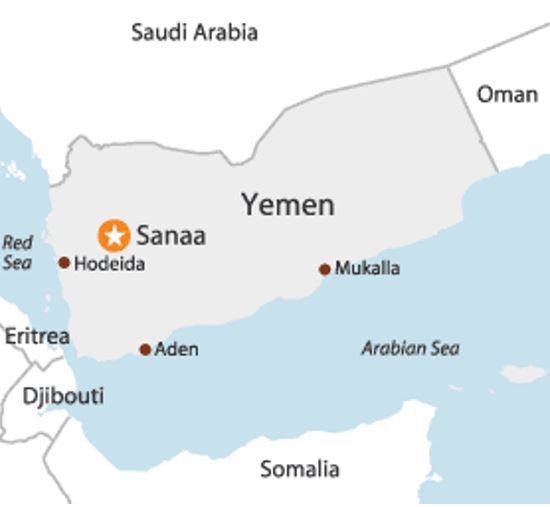 Saudi Arabia
Oman
Yemen
Sanaa
Red
Sea
Hodeida
Mukalla
Eritrea
Aden
Arabian Sea
Djibouti
Somalia